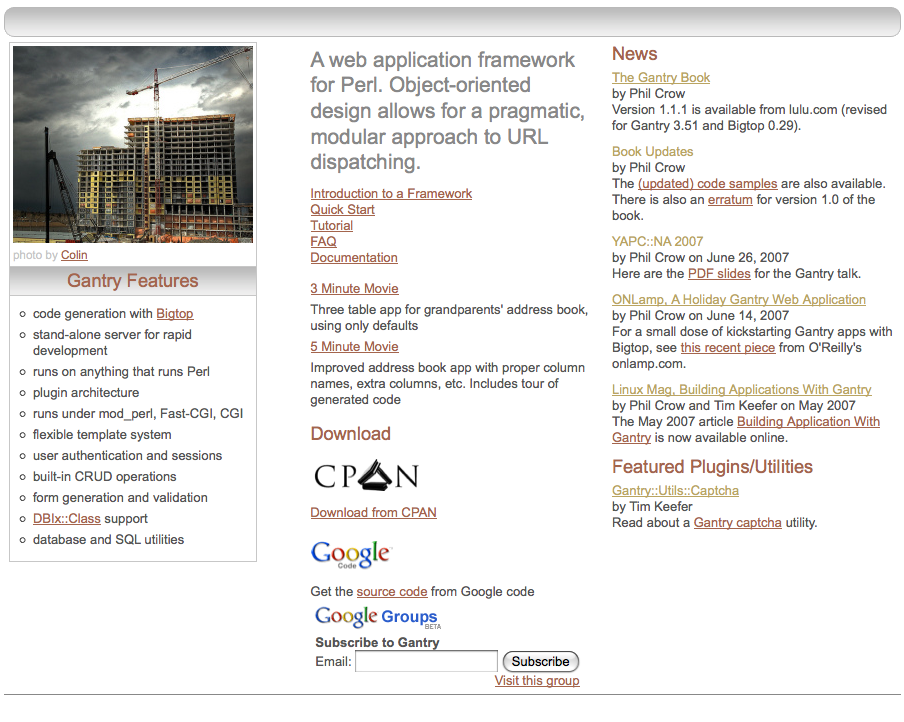 photo by Colin
Gantry Features
code generation with Bigtop
stand-alone server for rapid
development
runs on anything that runs Perl
plugin architecture
runs under mod_perl, Fast-CGI, CGI
flexible template system
user authentication and sessions
built-in CRUD operations
form generation and validation
DBIx::Class support
database and SQL utilities
A web application framework
for Perl. Object-oriented
design allows for a pragmatic,
modular approach to URL
dispatching.
Introduction to a Framework
Quick Start
Tutorial
FAQ
Documentation
3 Minute Movie
Three table app for grandparents' address book,
using only defaults
5 Minute Movie
Improved address book app with proper column
names, extra columns, etc. Includes tour of
generated code
Download
CPAN
Download from CPAN
Google
Code
Get the source code from Google code
Google Groups
BETA
Subscribe to Gantry
Email:
Subscribe
Visit this group
News
The Gantry Book
by Phil Crow
Version 1.1.1 is available from lulu.com (revised
for Gantry 3.51 and Bigtop 0.29).
Book Updates
by Phil Crow
The (updated) code samples are also available.
There is also an erratum for version 1.0 of the
book.
YAPC::NA 2007
by Phil Crow on June 26, 2007
Here are the PDF slides for the Gantry talk.
ONLamp, A Holiday Gantry Web Application
by Phil Crow on June 14, 2007
For a small dose of kickstarting Gantry apps with
Bigtop, see this recent piece from O'Reilly's
onlamp.com.
Linux Mag, Building Applications With Gantry
by Phil Crow and Tim Keefer on May 2007
The May 2007 article Building Application With
Gantry is now available online.
Featured Plugins/Utilities
Gantry::Utils::Captcha
by Tim Keefer
Read about a Gantry captcha utility.